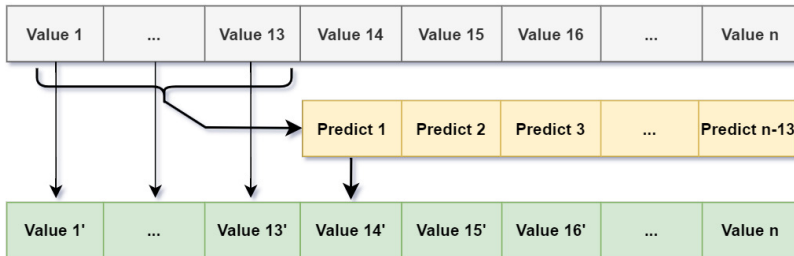 Value 1 ... Value 13 Value 14 Value 15 Value 16 ... Value n
Predict 1 Predict 2 Predict 3 ... Predict n-13
Value 1' ... Value 13' Value 14' Value 15' Value 16' ... Value n